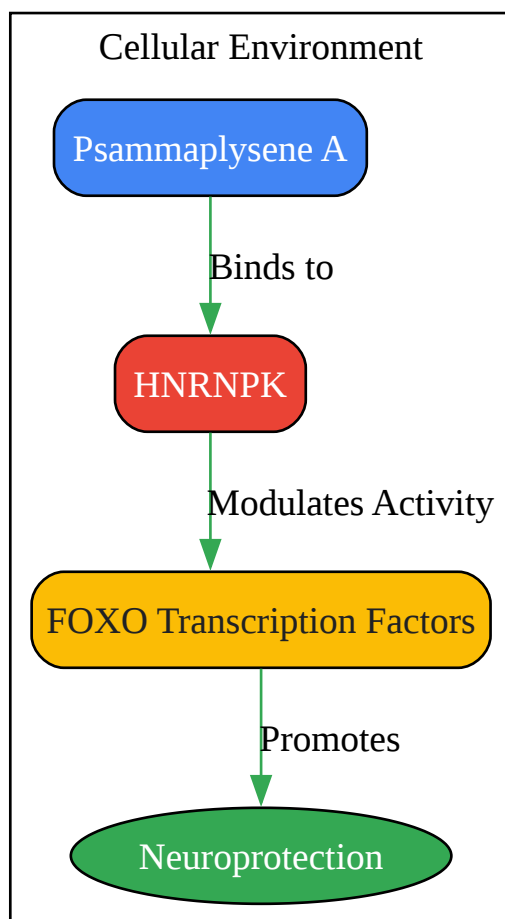 Cellular Environment
Psammaplysene A
Binds to
HNRNPK
Modulates Activity
FOXO Transcription Factors
Promotes
Neuroprotection